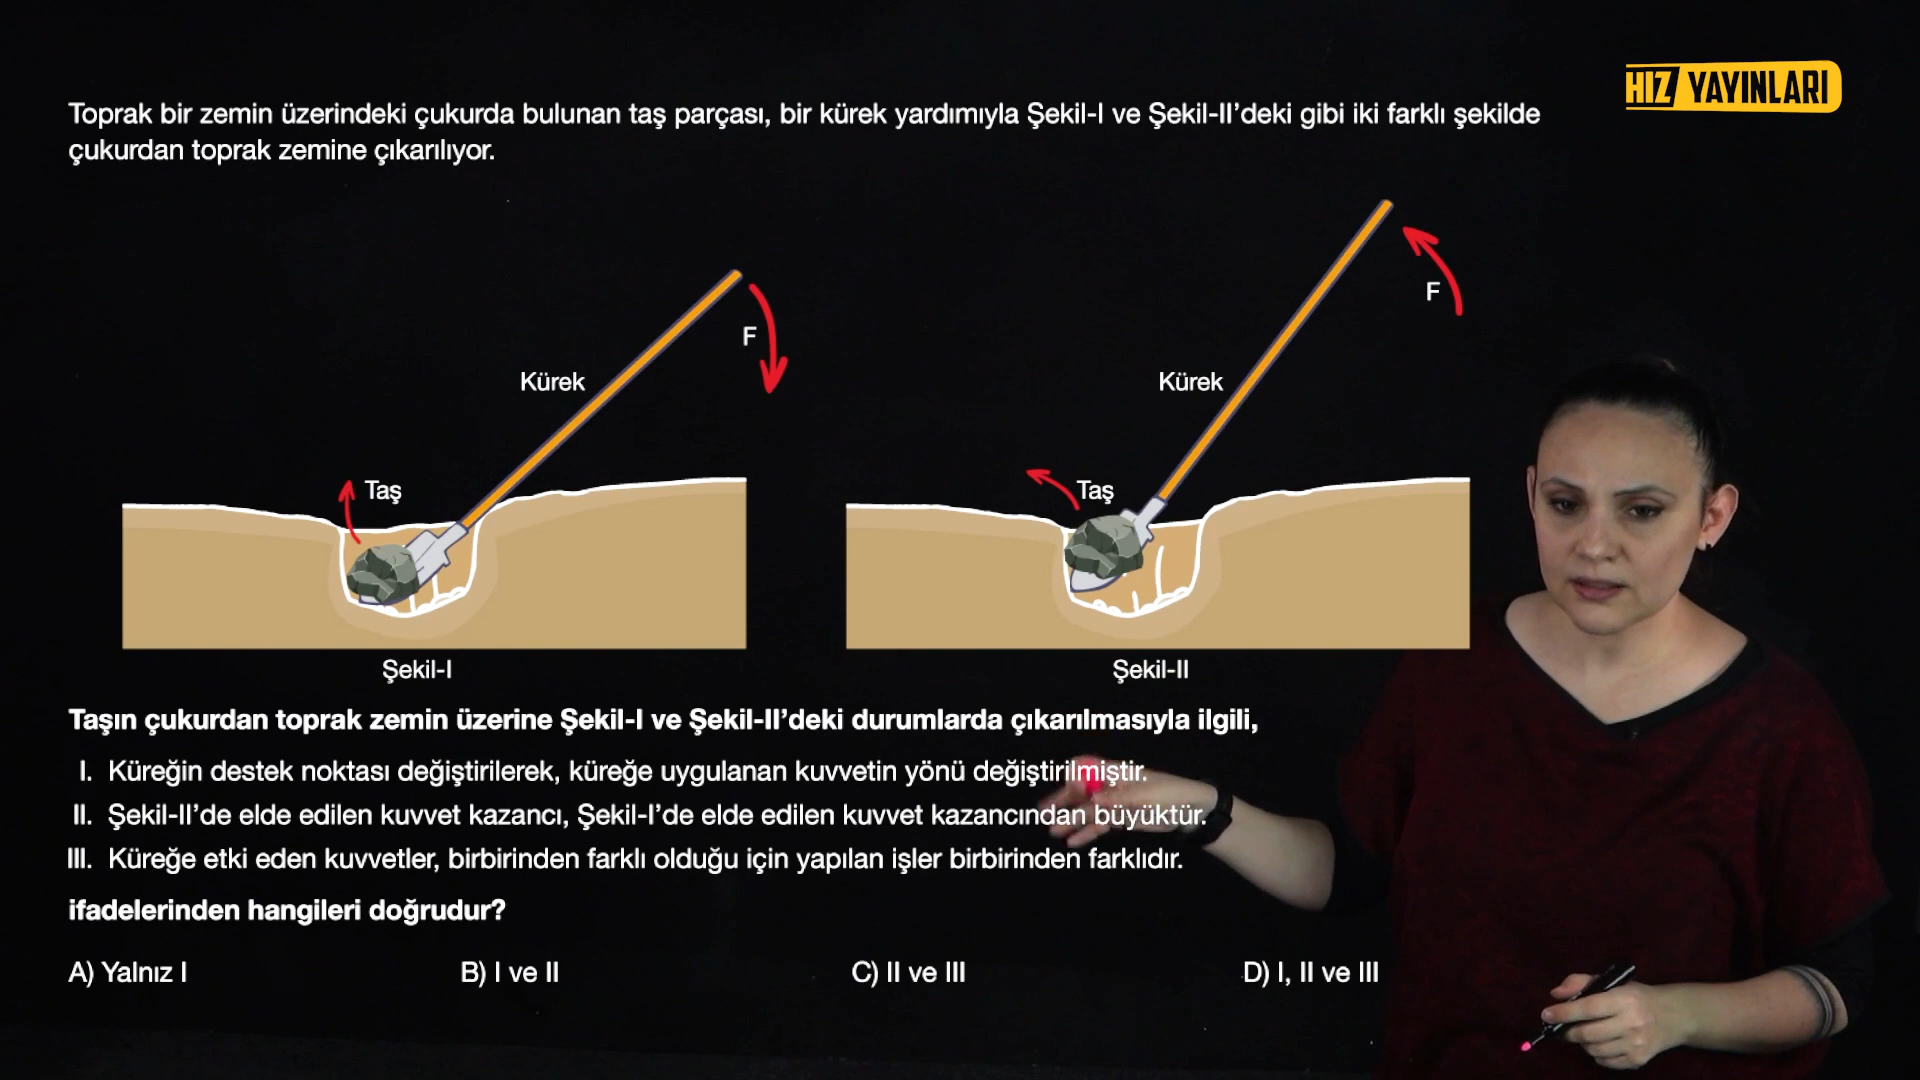 HIZ YAYINLARI
Toprak bir zemin üzerindeki çukurda bulunan taş parçası, bir kürek yardımıyla Şekil-I ve Şekil-II'deki gibi iki farklı şekilde
çukurdan toprak zemine çıkarılıyor.
F
Kürek
Taş
Şekil-I
F
Kürek
Taş
Şekil-II
Taşın çukurdan toprak zemin üzerine Şekil-I ve Şekil-II'deki durumlarda çıkarılmasıyla ilgili,
I. Küreğin destek noktası değiştirilerek, küreğe uygulanan kuvvetin yönü değiştirilmiştir.
II. Şekil-II'de elde edilen kuvvet kazancı, Şekil-I'de elde edilen kuvvet kazancından büyüktür.
III. Küreğe etki eden kuvvetler, birbirinden farklı olduğu için yapılan işler birbirinden farklıdır.
ifadelerinden hangileri doğrudur?
A) Yalnız I B) I ve II C) II ve III D) I, II ve III